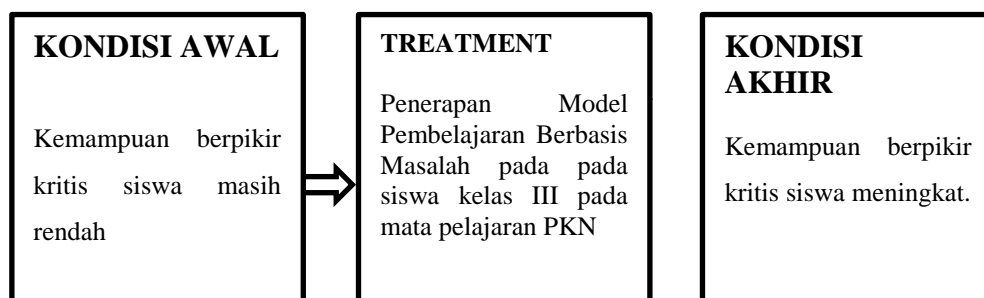 KONDISI AWAL
Kemampuan berpikir
kritis siswa masih
rendah
TREATMENT
Penerapan Model
Pembelajaran Berbasis
Masalah pada pada
siswa kelas III pada
mata pelajaran PKN
KONDISI
AKHIR
Kemampuan berpikir
kritis siswa meningkat.